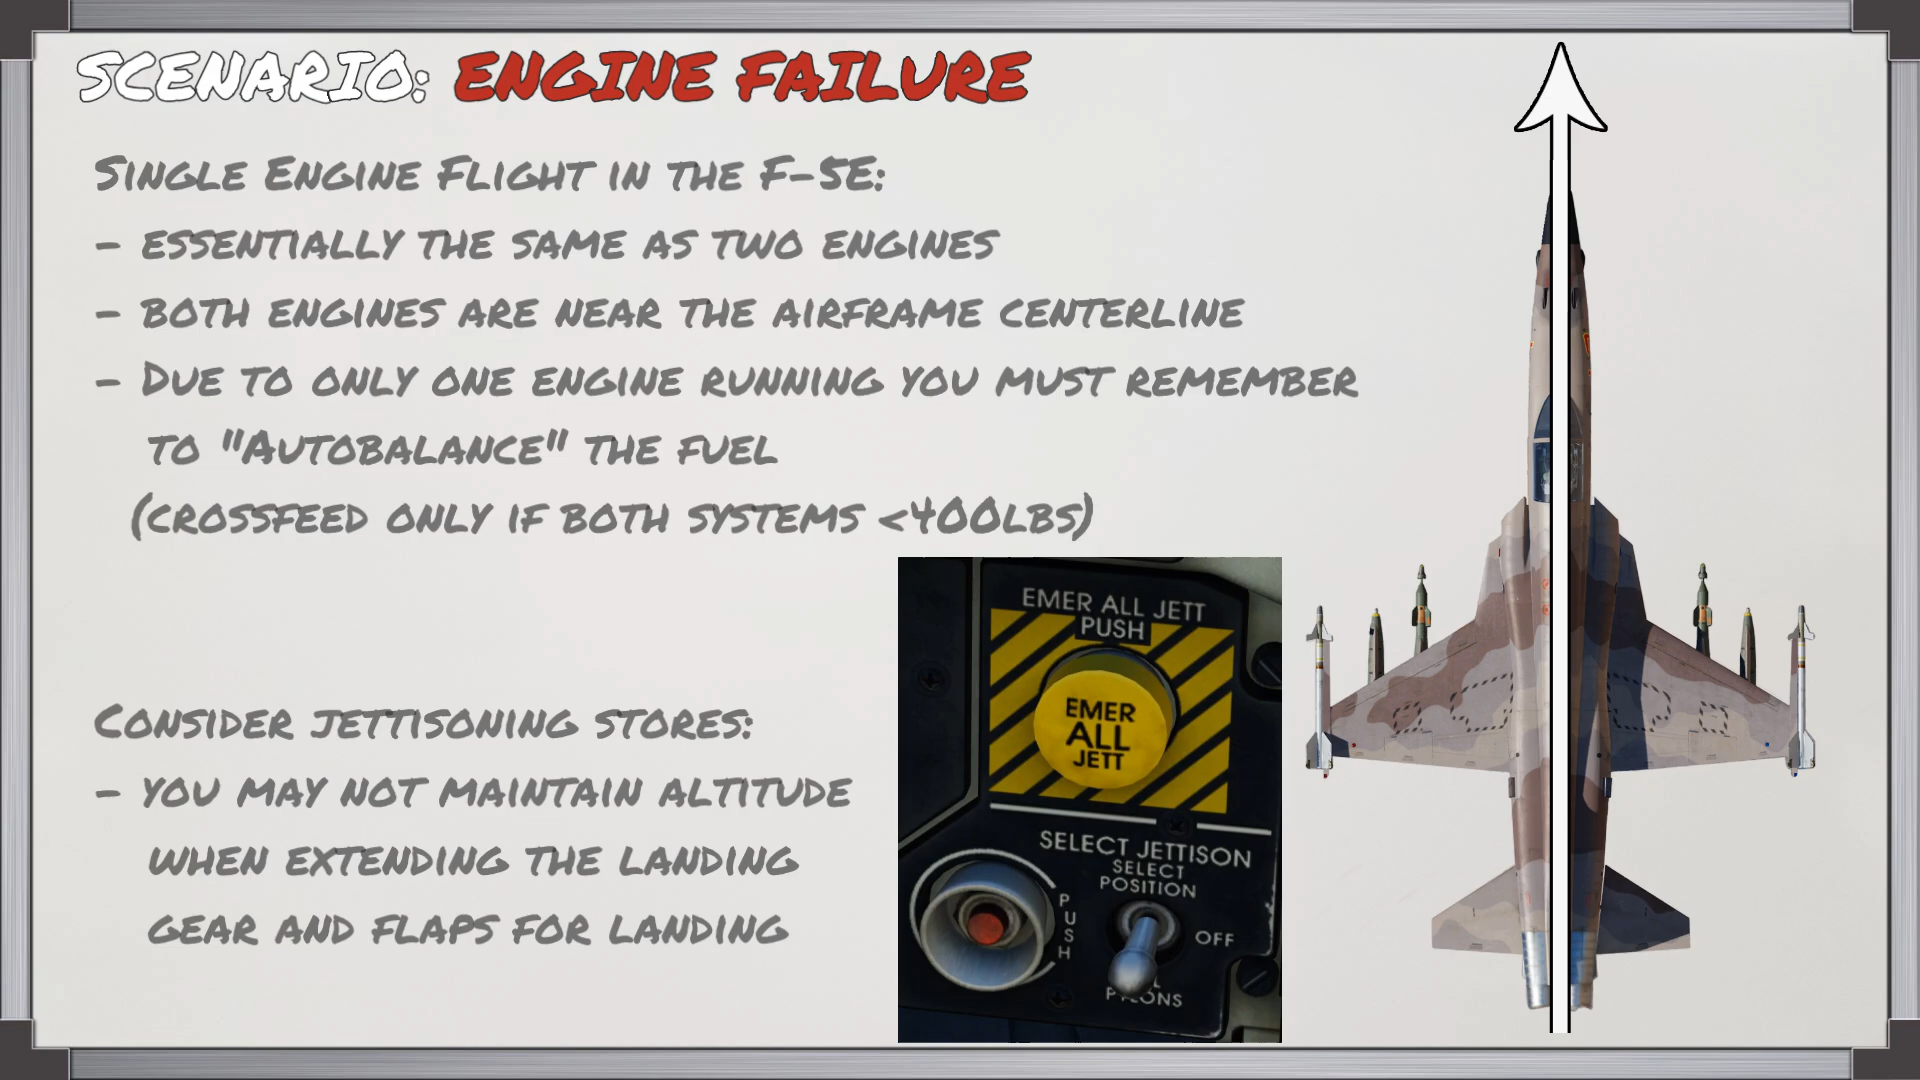 SCENARIO: ENGINE FAILURE
SINGLE ENGINE FLIGHT IN THE F-5E:
- ESSENTIALLY THE SAME AS TWO ENGINES
- BOTH ENGINES ARE NEAR THE AIRFRAME CENTERLINE
- DUE TO ONLY ONE ENGINE RUNNING YOU MUST REMEMBER
TO "AUTOBALANCE" THE FUEL
(CROSSFEED ONLY IF BOTH SYSTEMS <400LBS)
CONSIDER JETTISONING STORES:
- YOU MAY NOT MAINTAIN ALTITUDE
WHEN EXTENDING THE LANDING
GEAR AND FLAPS FOR LANDING
EMER ALL JETT
PUSH
EMER
ALL
JETT
SELECT JETTISON
SELECT
POSITION
PUSH
OFF